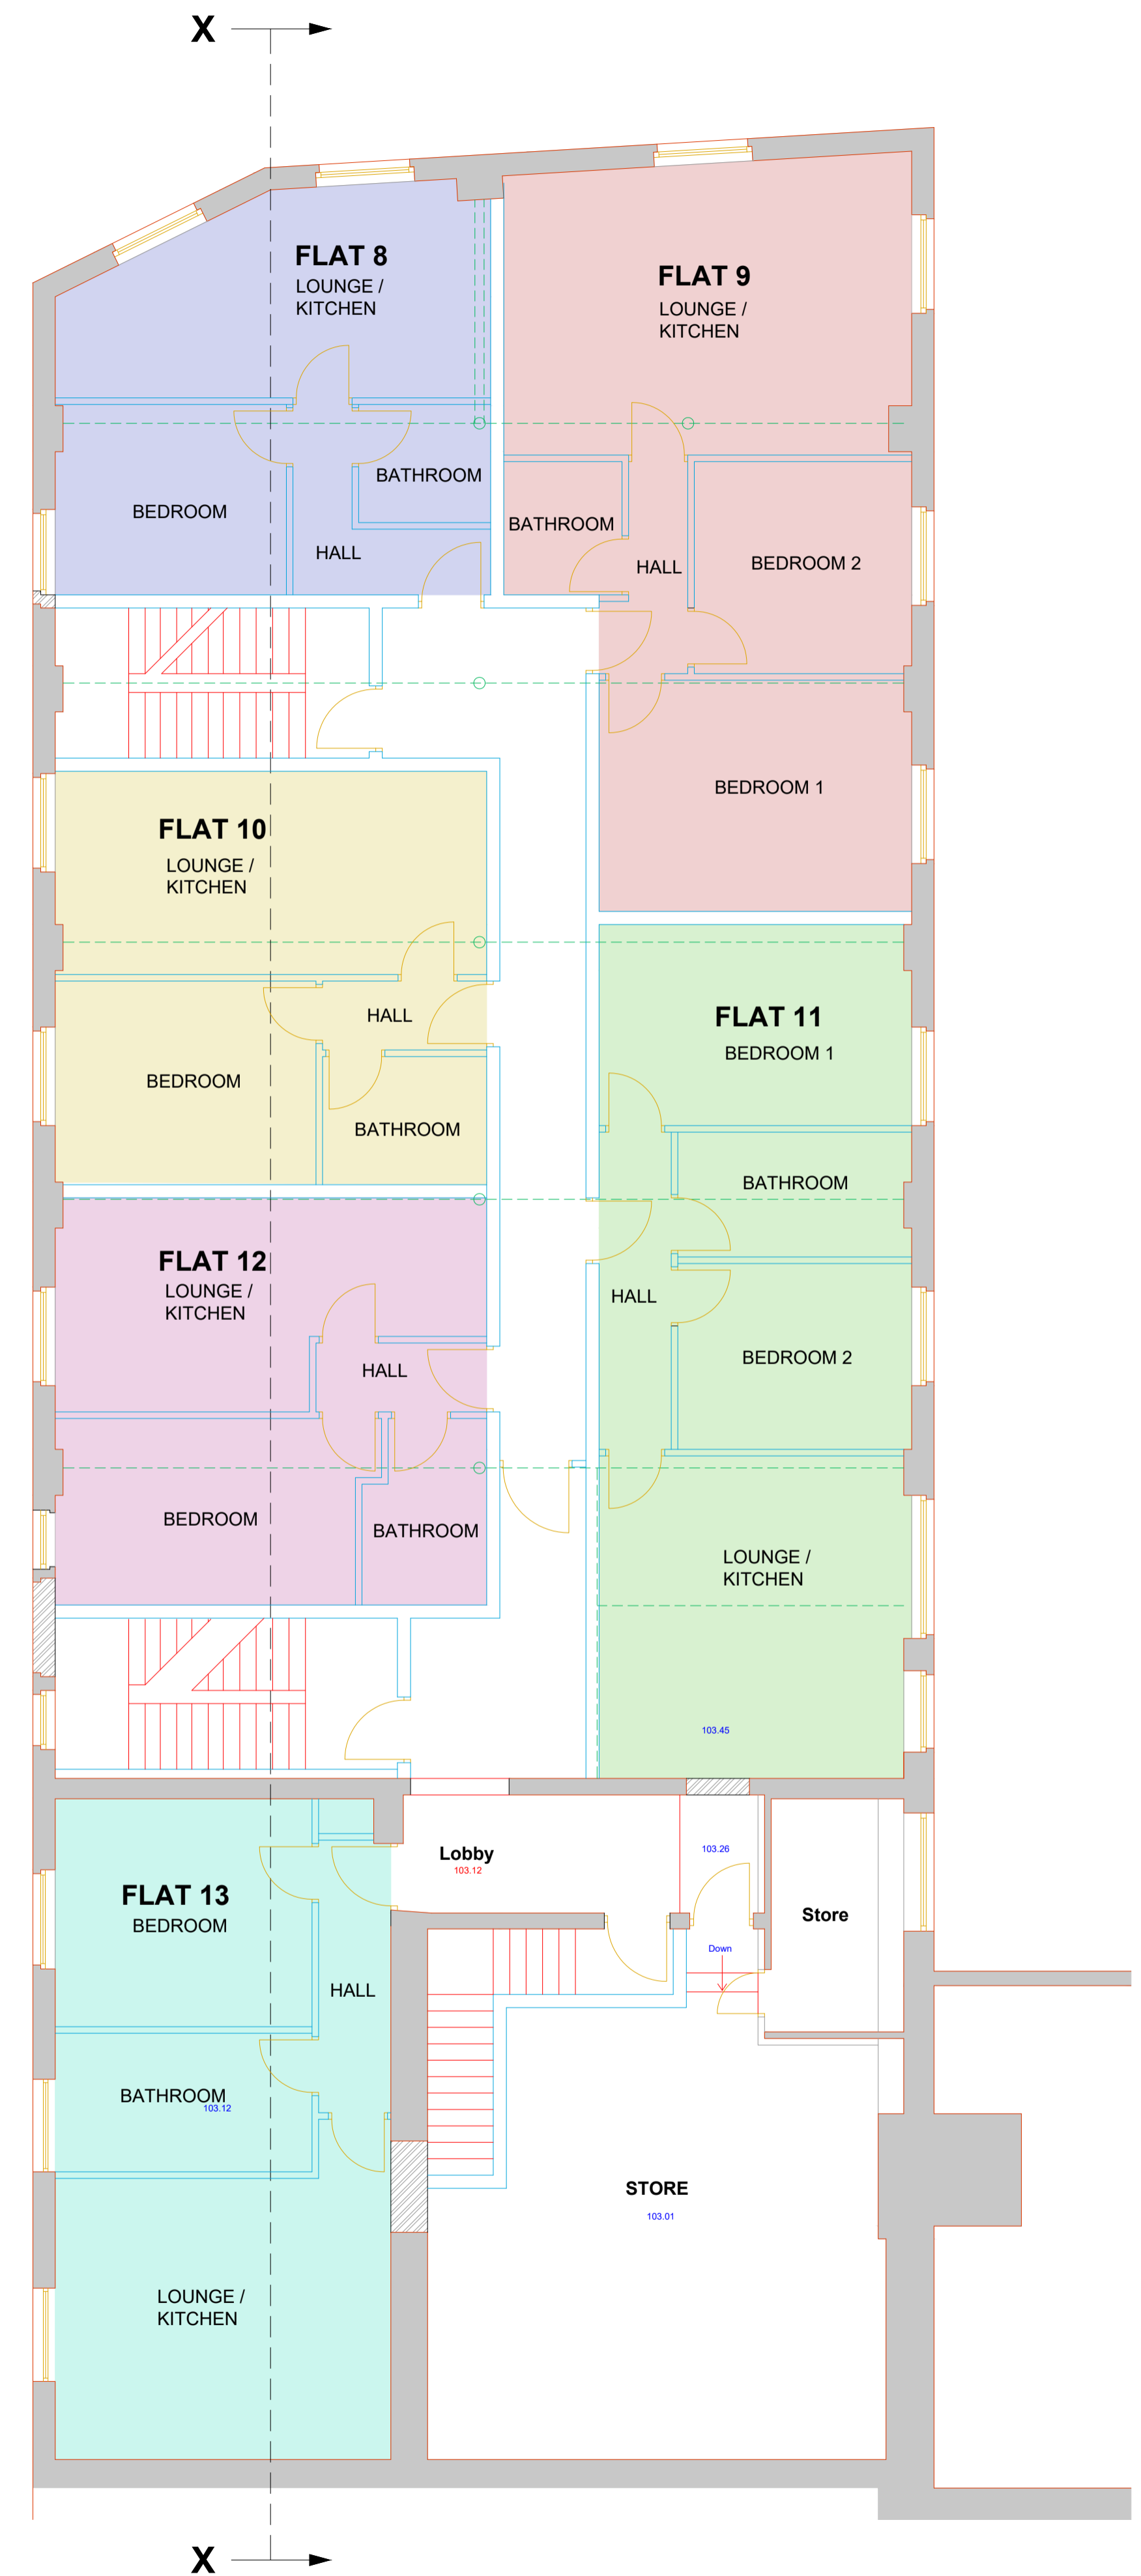 X
FLAT 8
LOUNGE /
KITCHEN
FLAT 9
LOUNGE /
KITCHEN
BATHROOM
BEDROOM
HALL
BATHROOM
HALL
BEDROOM 2
BEDROOM 1
FLAT 10
LOUNGE /
KITCHEN
HALL
BEDROOM
BATHROOM
FLAT 11
BEDROOM 1
BATHROOM
HALL
BEDROOM 2
LOUNGE /
KITCHEN
103.45
FLAT 12
LOUNGE /
KITCHEN
HALL
BEDROOM
BATHROOM
Lobby
103.12
103.26
Store
Down
FLAT 13
BEDROOM
HALL
BATHROOM
103.12
LOUNGE /
KITCHEN
STORE
103.01
X